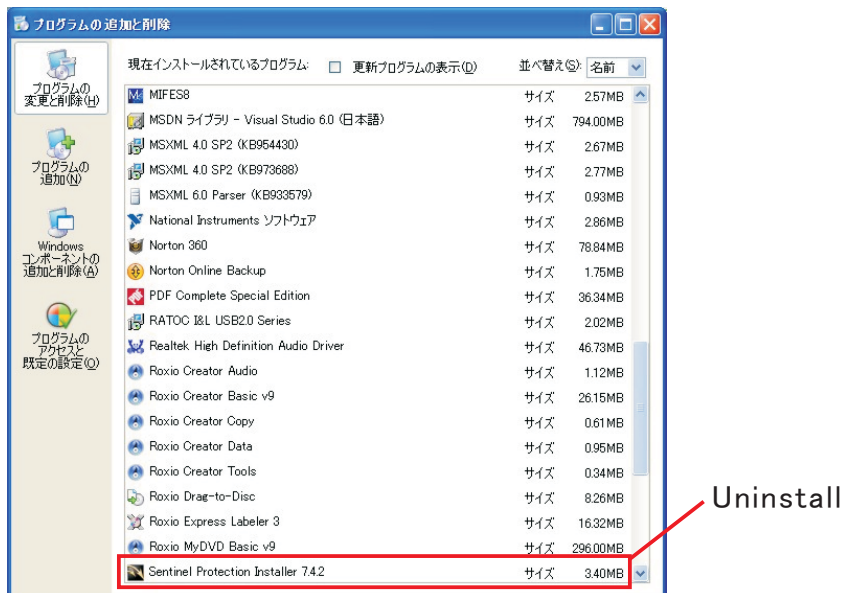 プログラムの追加と削除
プログラムの
変更と削除(H)
プログラムの
追加(N)
Windows
コンポーネントの
追加と削除(A)
プログラムの
アクセスと
既定の設定(O)
現在インストールされているプログラム: 更新プログラムの表示(D) 並べ替え(S): 名前
MIFES8 サイズ 2.57MB
MSDN ライブラリ - Visual Studio 6.0 (日本語) サイズ 794.00MB
MSXML 4.0 SP2 (KB954430) サイズ 2.67MB
MSXML 4.0 SP2 (KB973688) サイズ 2.77MB
MSXML 6.0 Parser (KB933579) サイズ 0.93MB
National Instruments ソフトウェア サイズ 2.86MB
Norton 360 サイズ 78.84MB
Norton Online Backup サイズ 1.75MB
PDF Complete Special Edition サイズ 36.34MB
RATOC I&L USB2.0 Series サイズ 2.02MB
Realtek High Definition Audio Driver サイズ 46.73MB
Roxio Creator Audio サイズ 1.12MB
Roxio Creator Basic v9 サイズ 26.15MB
Roxio Creator Copy サイズ 0.61MB
Roxio Creator Data サイズ 0.95MB
Roxio Creator Tools サイズ 0.34MB
Roxio Drag-to-Disc サイズ 8.26MB
Roxio Express Labeler 3 サイズ 16.32MB
Roxio MyDVD Basic v9 サイズ 296.00MB
Sentinel Protection Installer 7.4.2 サイズ 3.40MB
Uninstall